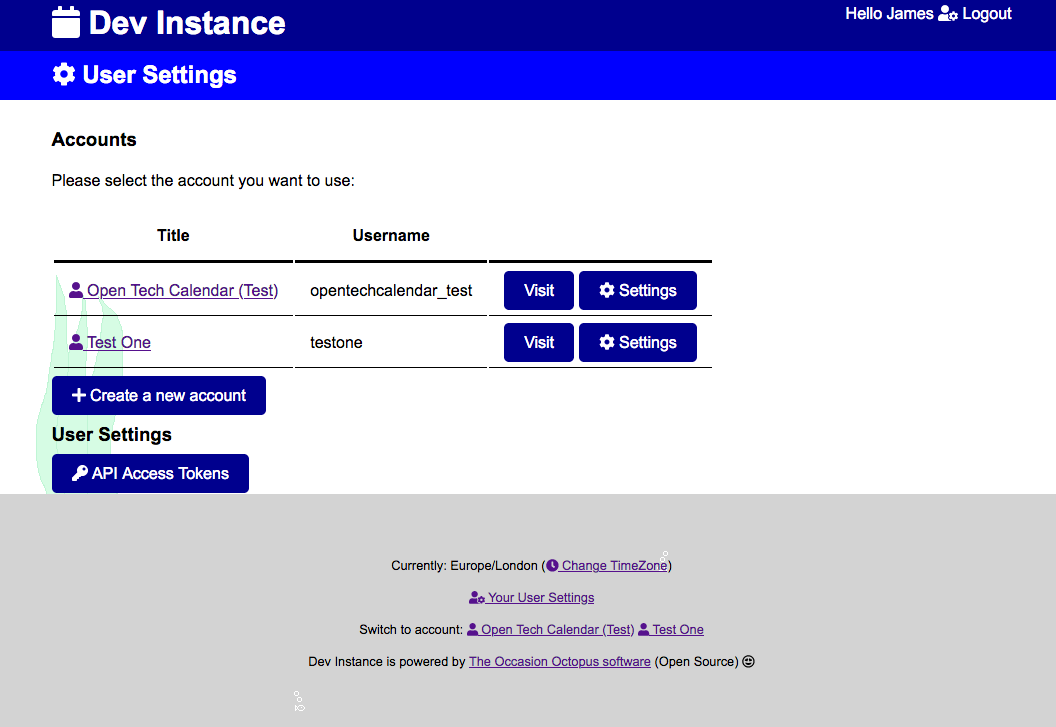 Dev Instance
Hello James Logout
User Settings
Accounts
Please select the account you want to use:
Title Username
Open Tech Calendar (Test) opentechcalendar_test Visit Settings
Test One testone Visit Settings
Create a new account
User Settings
API Access Tokens
Currently: Europe/London ( Change TimeZone)
Your User Settings
Switch to account: Open Tech Calendar (Test) Test One
Dev Instance is powered by The Occasion Octopus software (Open Source)